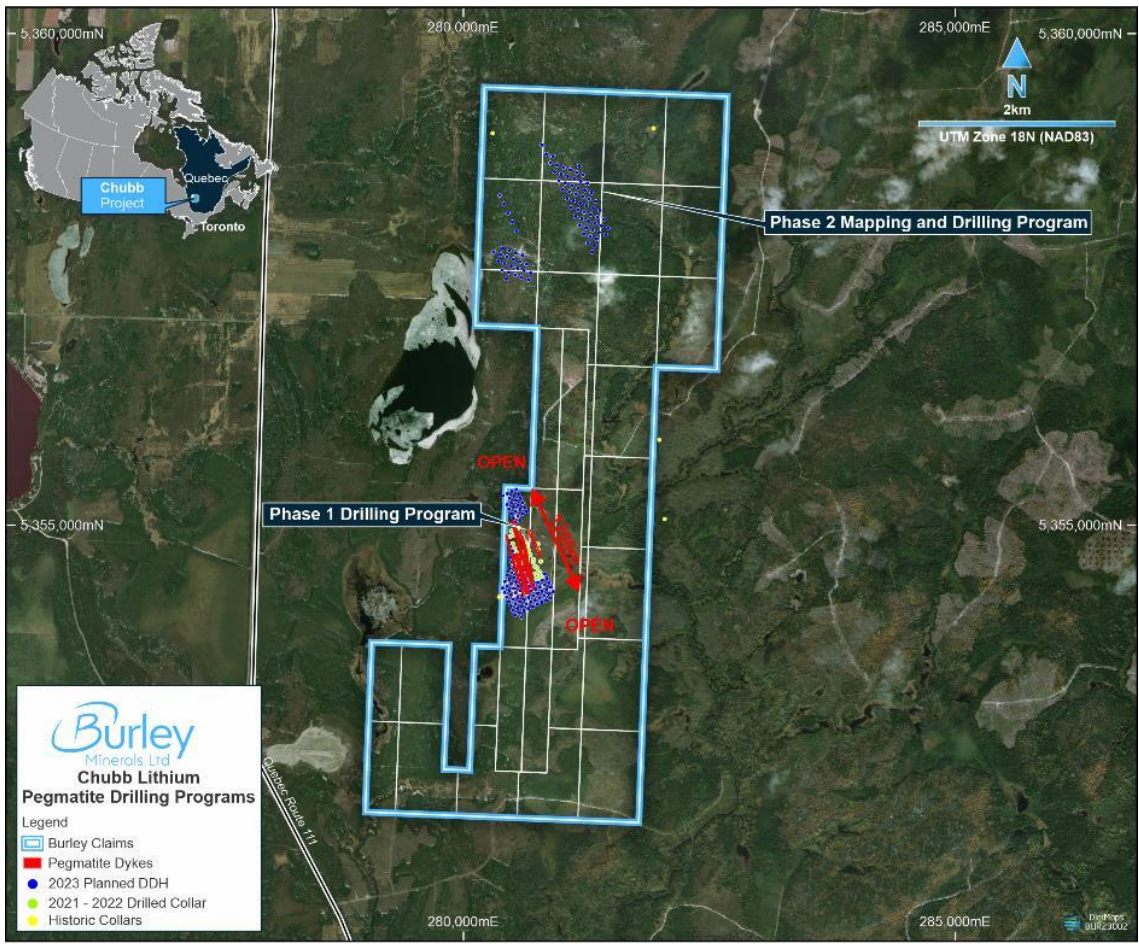 280,000mE
285,000mE
5,360,000mN
5,360,000mN
N
2km
UTM Zone 18N (NAD83)
Quebec
Chubb
Project
Toronto
Phase 2 Mapping and Drilling Program
OPEN
Phase 1 Drilling Program
5,355,000mN
5,355,000mN
OPEN
Burley
Minerals Ltd
Chubb Lithium
Pegmatite Drilling Programs
Legend
Burley Claims
Pegmatite Dykes
2023 Planned DDH
2021 - 2022 Drilled Collar
Historic Collars
Quebec Route 111
280,000mE
285,000mE
DigiMaps
BUR23002